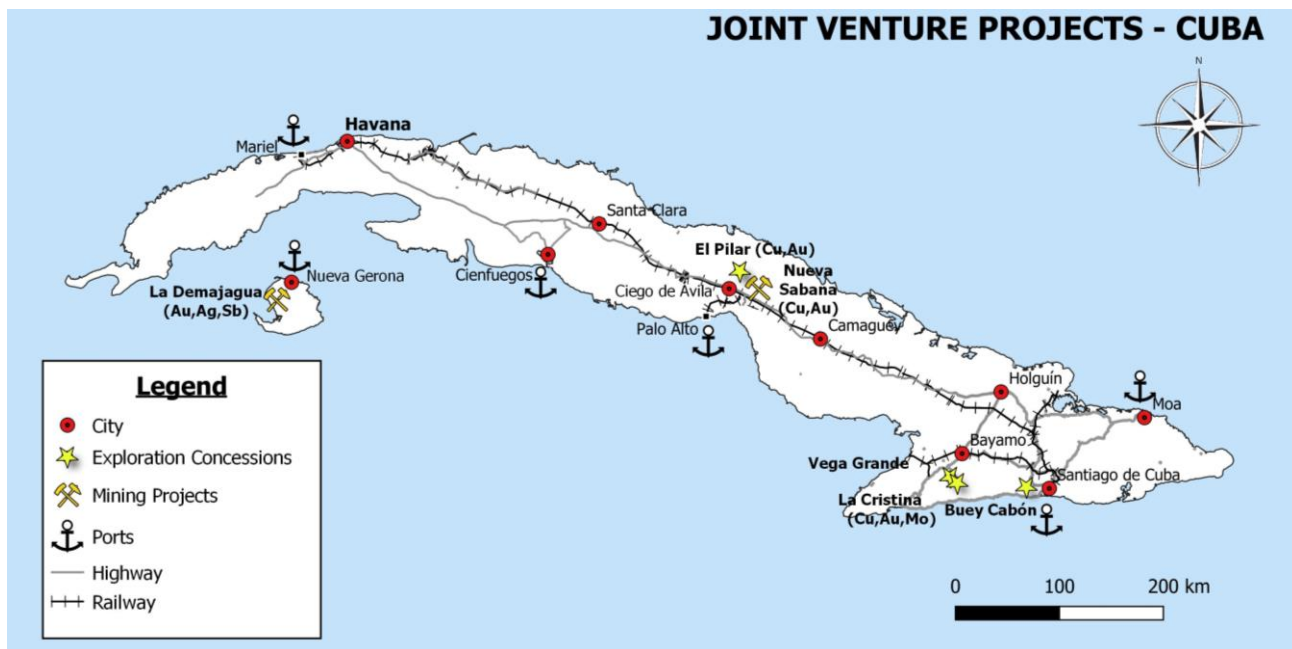 JOINT VENTURE PROJECTS - CUBA
N
Havana
Mariel
Santa Clara
El Pilar (Cu,Au)
Nueva Gerona
Cienfuegos
Nueva
Sabana
(Cu,Au)
La Demajagua
(Au,Ag,Sb)
Ciego de Avila
Palo Alto
Camaguey
Holguín
Moa
Bayamo
Vega Grande
Santiago de Cuba
La Cristina
(Cu,Au,Mo)
Buey Cabón
Legend
City
Exploration Concessions
Mining Projects
Ports
Highway
Railway
0 100 200 km